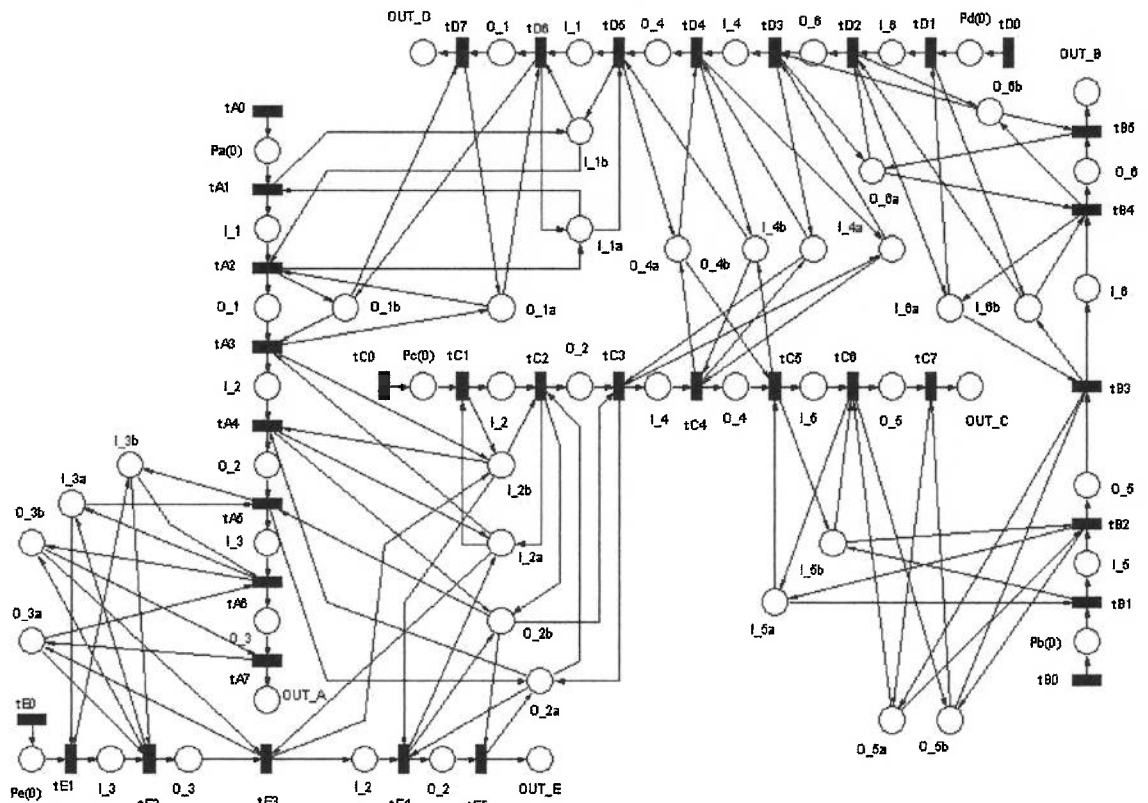 OUT_D
tD7
O_1
tD6
I_1
tD5
O_4
tD4
I_4
tD3
O_6
tD2
I_6
tD1
Pd(0)
tD0
OUT_B
O_6b
tA0
tB5
Pa(0)
I_1b
tA1
O_6a
O_6
tB4
I_1
I_1a
O_4a
O_4b
I_4b
I_4a
tA2
I_6
O_1
O_1b
O_1a
I_6a
I_6b
tA3
tC0
Pc(0)
tC1
tC2
O_2
tC3
tC5
tC6
tC7
I_2
tB3
I_2
I_4
tC4
O_4
I_5
O_5
OUT_C
tA4
I_3b
O_2
I_2b
I_3a
O_5
O_3b
tA5
tB2
I_3
I_2a
I_5b
I_5
tA6
tB1
O_3a
I_5a
O_3
O_2b
Pb(0)
tA7
OUT_A
O_2a
tB0
tE0
O_5a
O_5b
Pe(0)
tE1
I_3
tE2
O_3
tE3
I_2
tE4
O_2
OUT_E